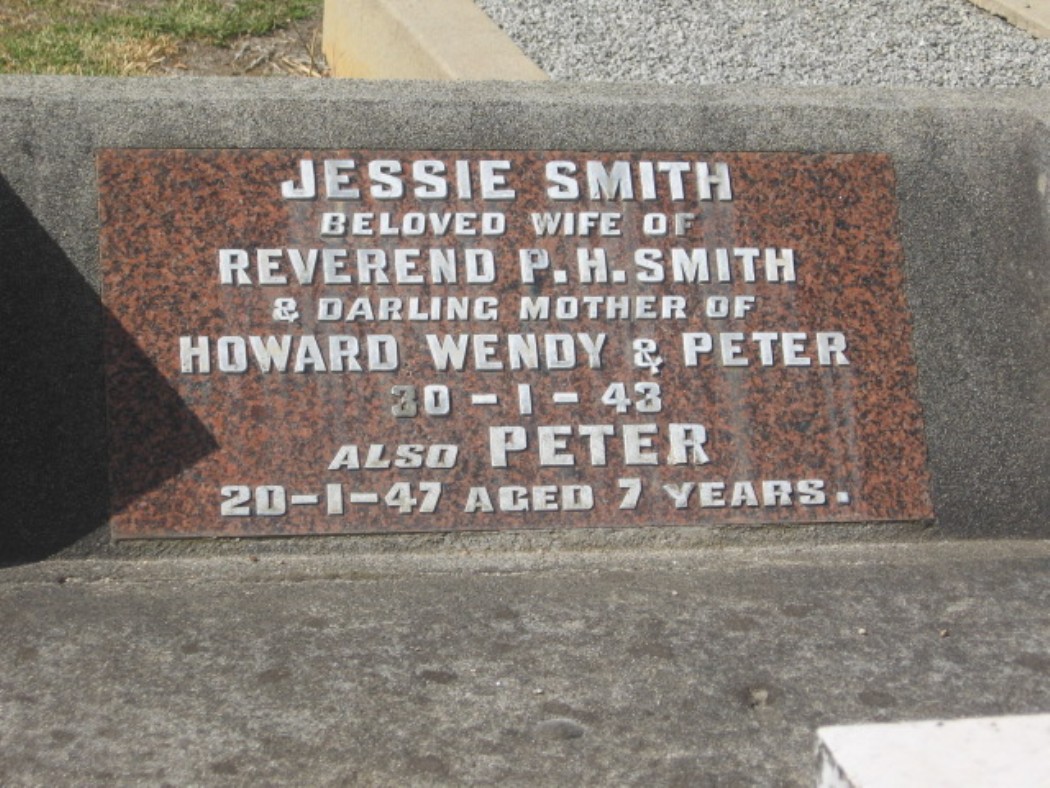 JESSIE SMITH
BELOVED WIFE OF
REVEREND P.H. SMITH
& DARLING MOTHER OF
HOWARD WENDY & PETER
30-1-43
ALSO PETER
20-1-47 AGED 7 YEARS.